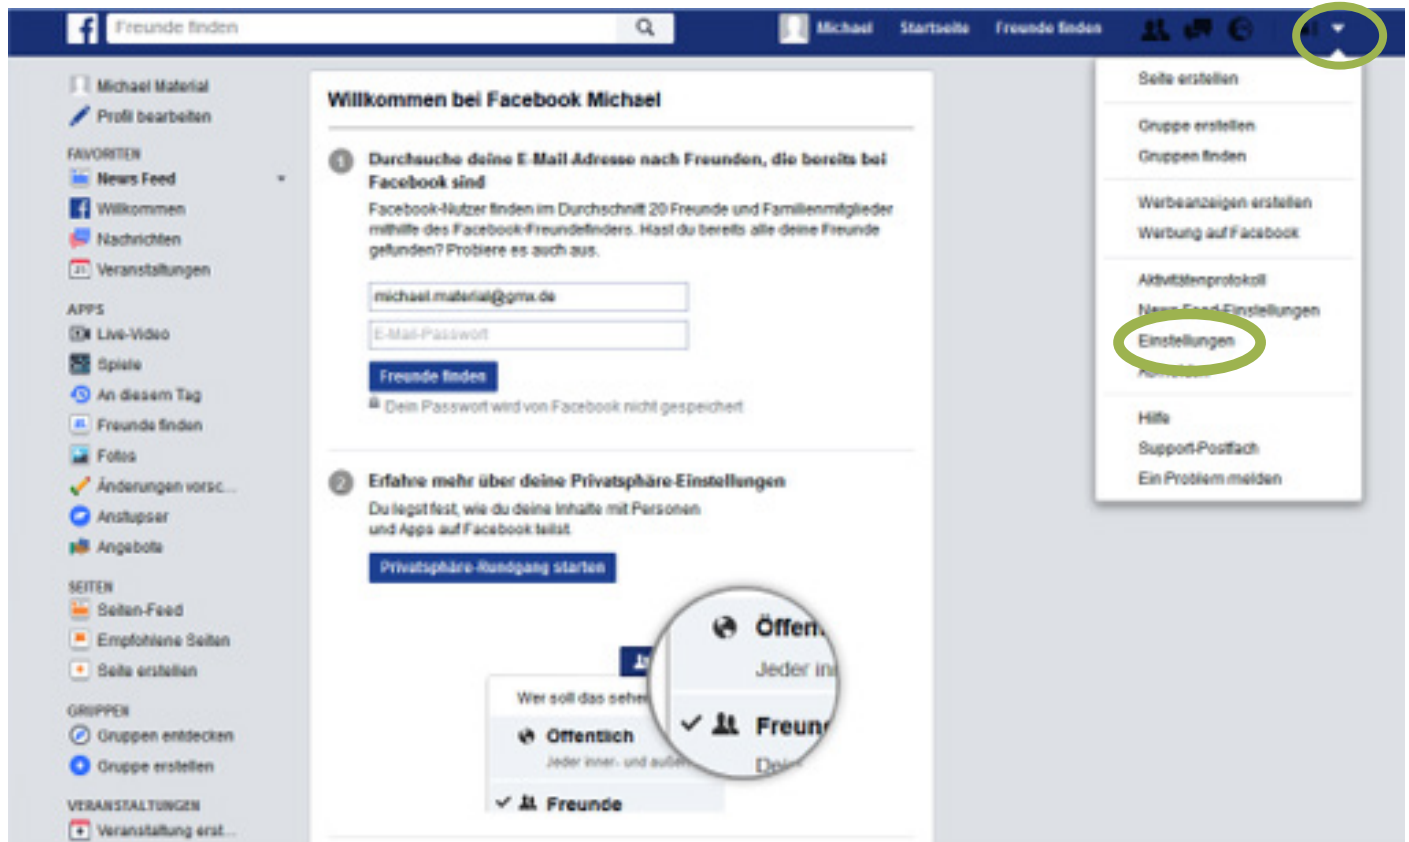 Freunde finden
Michael Startseite Freunde finden
Michael Material
Profil bearbeiten
FAVORITEN
News Feed
Willkommen
Nachrichten
Veranstaltungen
APPS
Live-Video
Spiele
An diesem Tag
Freunde finden
Fotos
Änderungen vorsc...
Anstupser
Angebote
SEITEN
Seiten-Feed
Empfohlene Seiten
Seite erstellen
GRUPPEN
Gruppen entdecken
Gruppe erstellen
VERANSTALTUNGEN
Veranstaltung erst...
Willkommen bei Facebook Michael
1 Durchsuche deine E-Mail-Adresse nach Freunden, die bereits bei
Facebook sind
Facebook-Nutzer finden im Durchschnitt 20 Freunde und Familienmitglieder
mithilfe des Facebook-Freundefinders. Hast du bereits alle deine Freunde
gefunden? Probiere es auch aus.
michael.material@gmx.de
E-Mail-Passwort
Freunde finden
Dein Passwort wird von Facebook nicht gespeichert
2 Erfahre mehr über deine Privatsphäre-Einstellungen
Du legst fest, wie du deine Inhalte mit Personen
und Apps auf Facebook teilst.
Privatsphäre-Rundgang starten
Wer soll das sehe
Öffentlich
Jeder inner- und auße
Freunde
Öffen
Jeder in
Freun
Dei
Seite erstellen
Gruppe erstellen
Gruppen finden
Werbeanzeigen erstellen
Werbung auf Facebook
Aktivitätenprotokoll
News Feed-Einstellungen
Einstellungen
Hilfe
Support-Postfach
Ein Problem melden